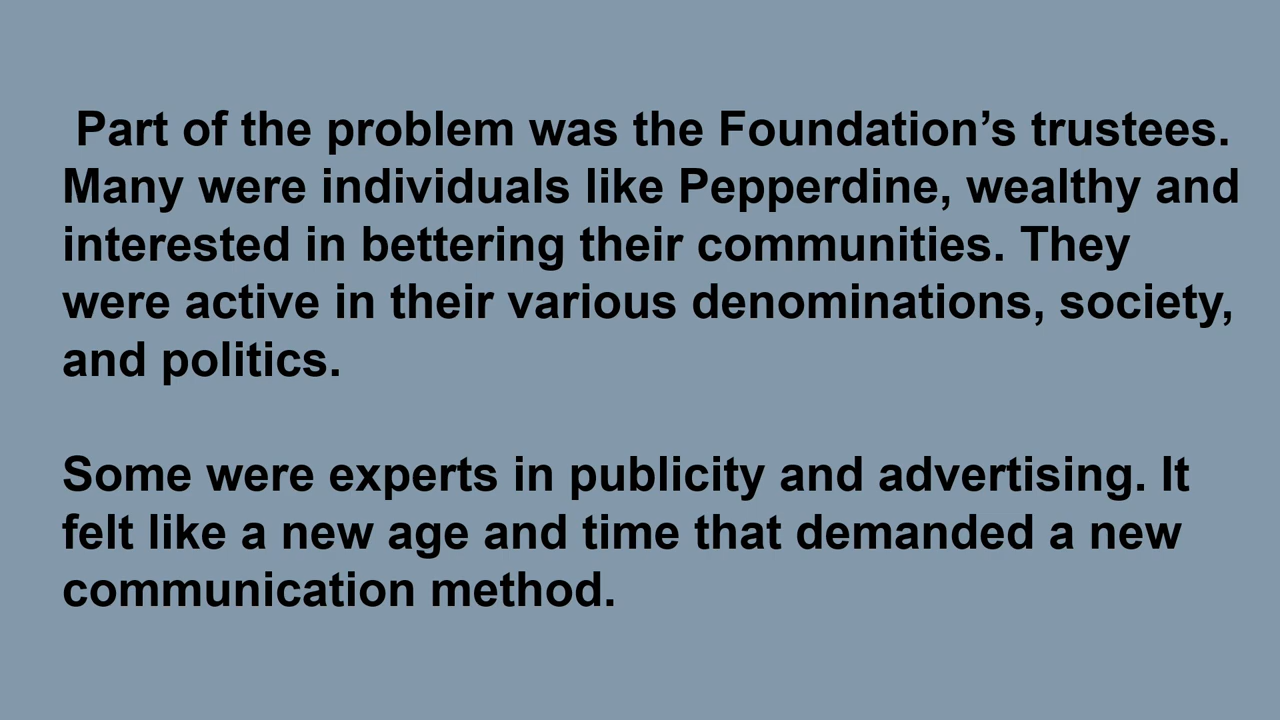 Part of the problem was the Foundation’s trustees.
Many were individuals like Pepperdine, wealthy and
interested in bettering their communities. They
were active in their various denominations, society,
and politics.
Some were experts in publicity and advertising. It
felt like a new age and time that demanded a new
communication method.